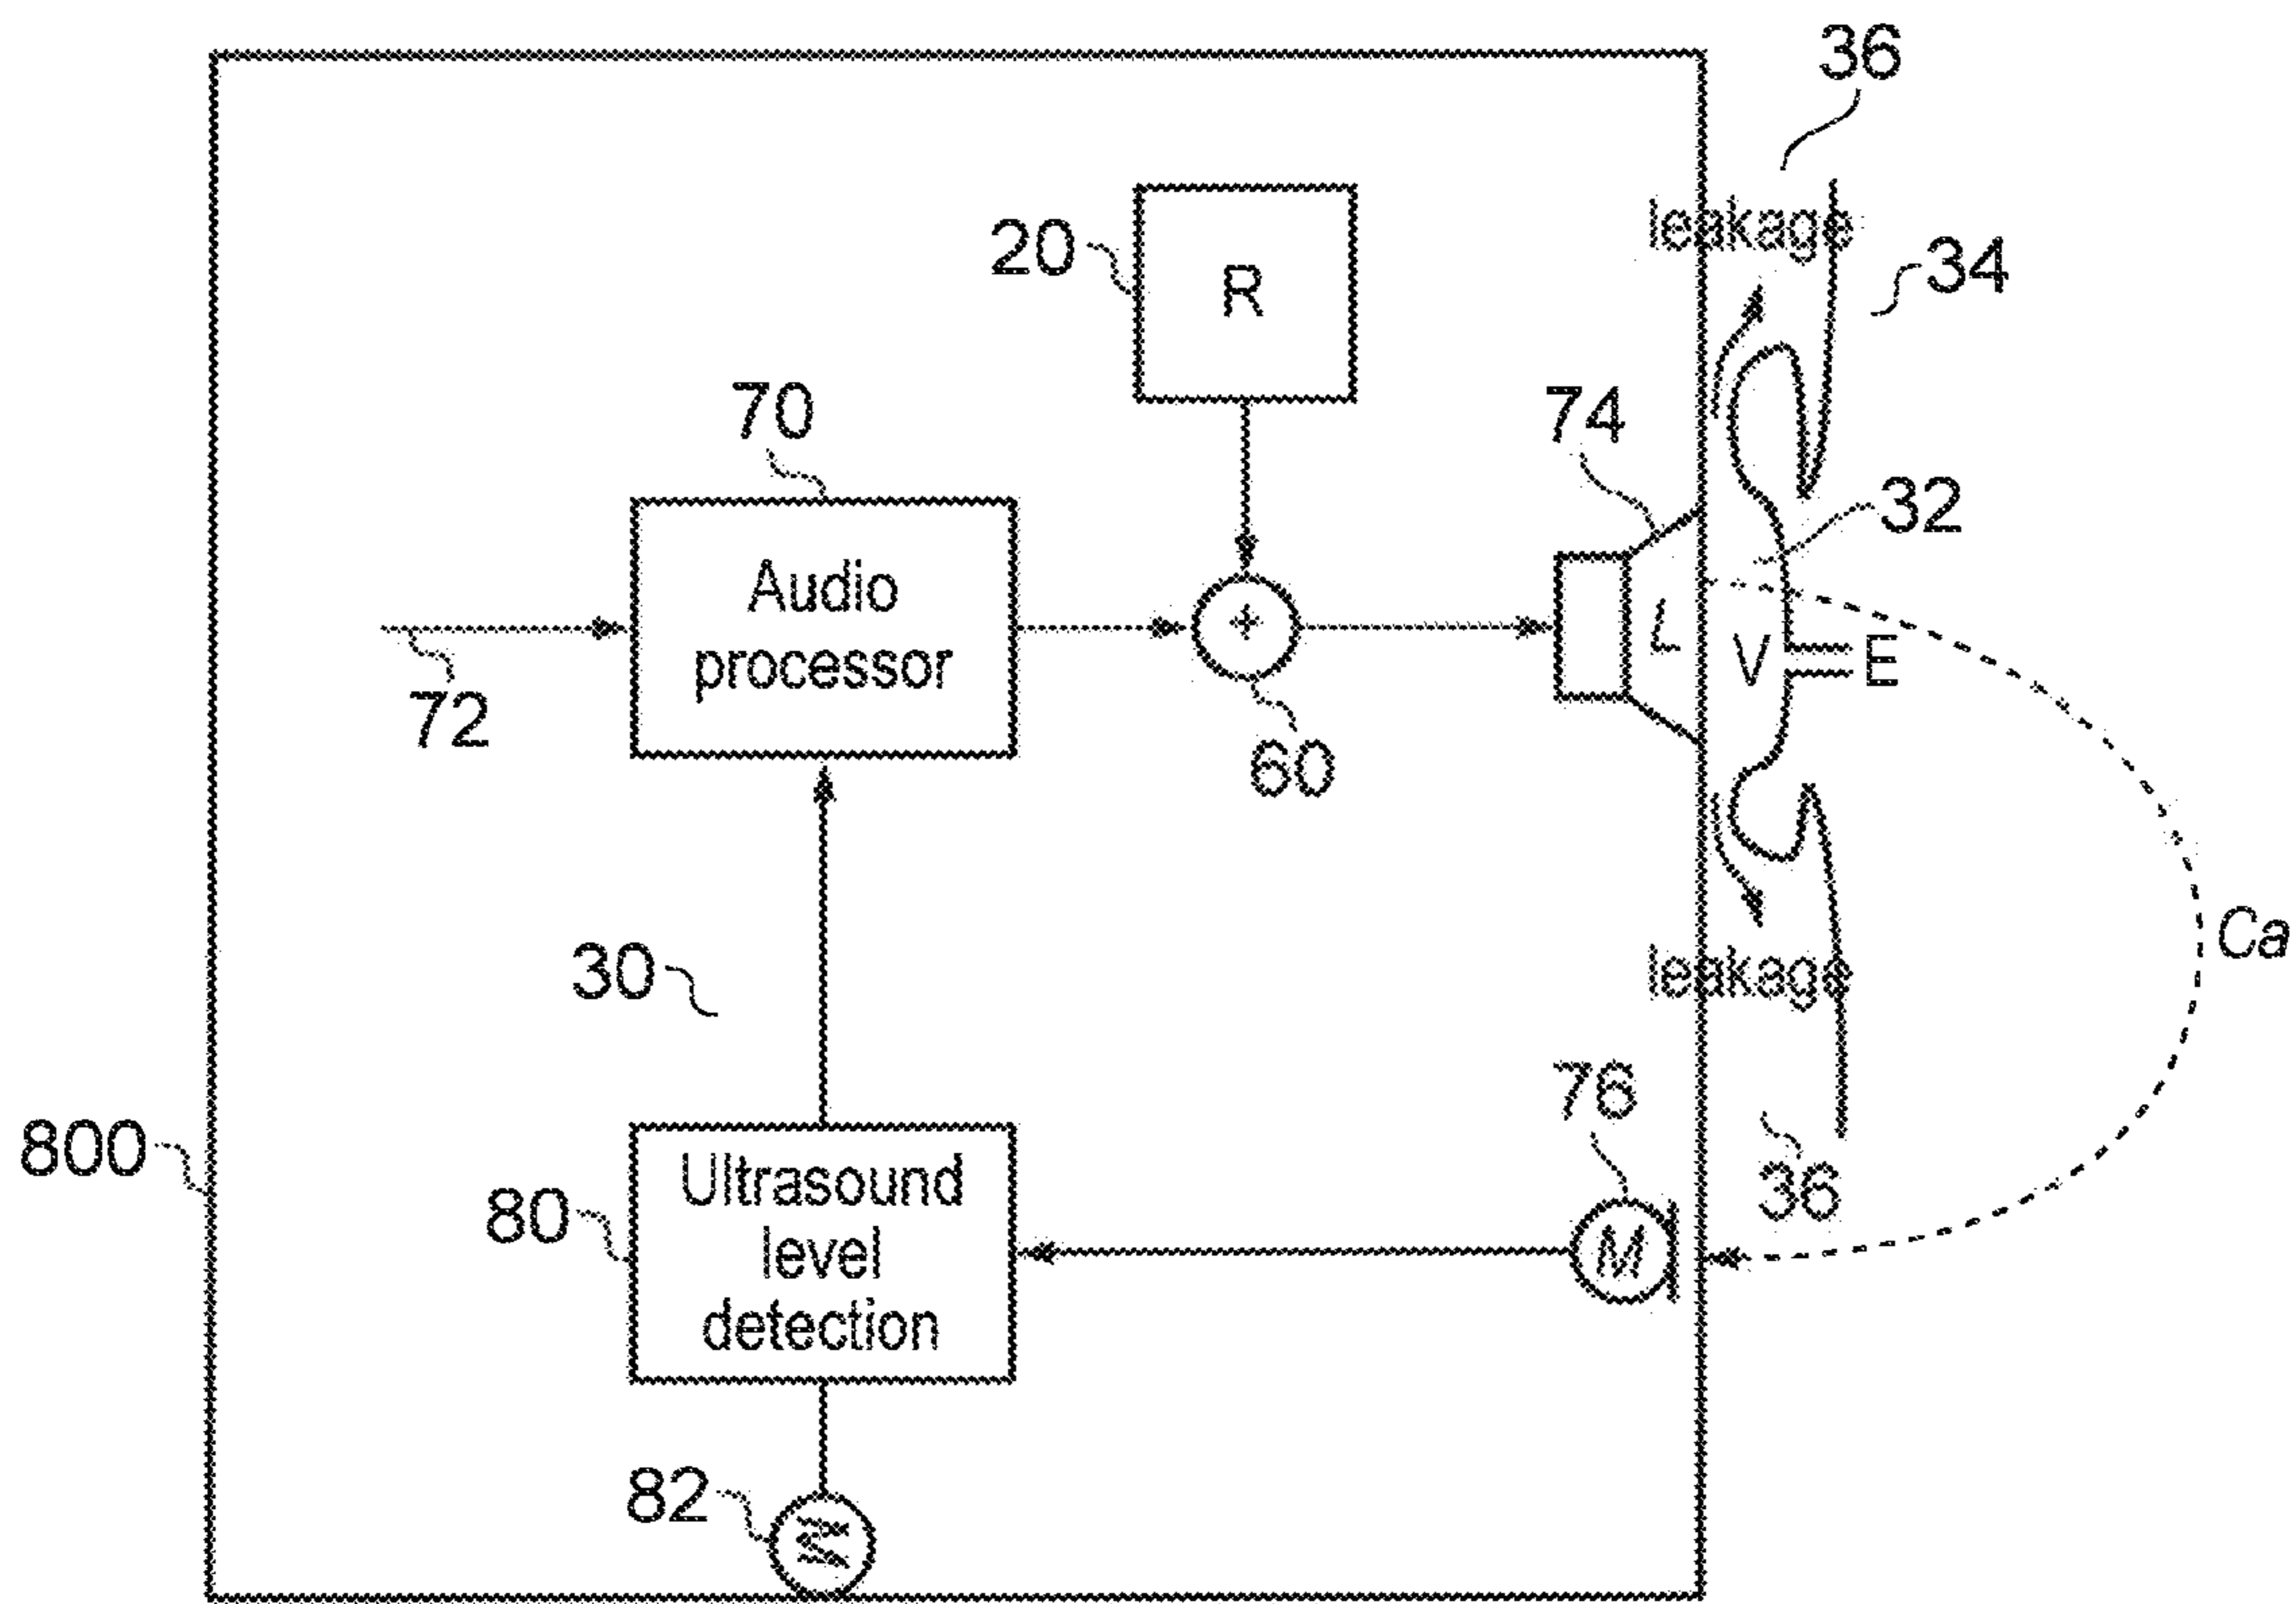 36
leakage
20
R
34
70
74
32
Audio
processor
+
L
V
E
72
60
Ca
30
leakage
76
800
80
Ultrasound
level
detection
M
36
82
M